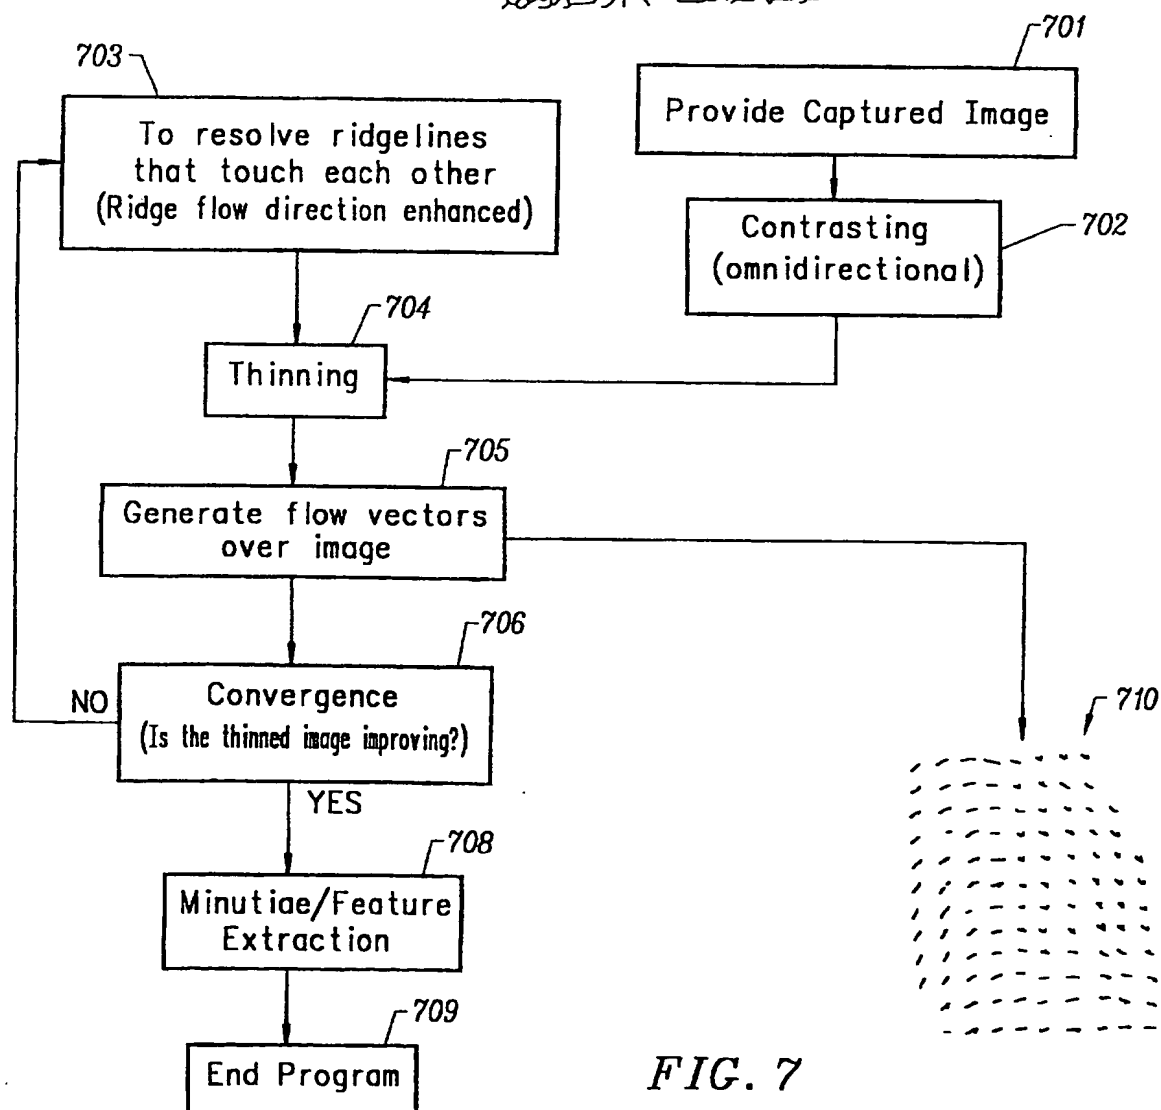 701
Provide Captured Image
702
Contrasting
(omnidirectional)
703
To resolve ridgelines
that touch each other
(Ridge flow direction enhanced)
704
Thinning
705
Generate flow vectors
over image
706
Convergence
(Is the thinned image improving?)
NO
YES
708
Minutiae/Feature
Extraction
709
End Program
710
FIG. 7